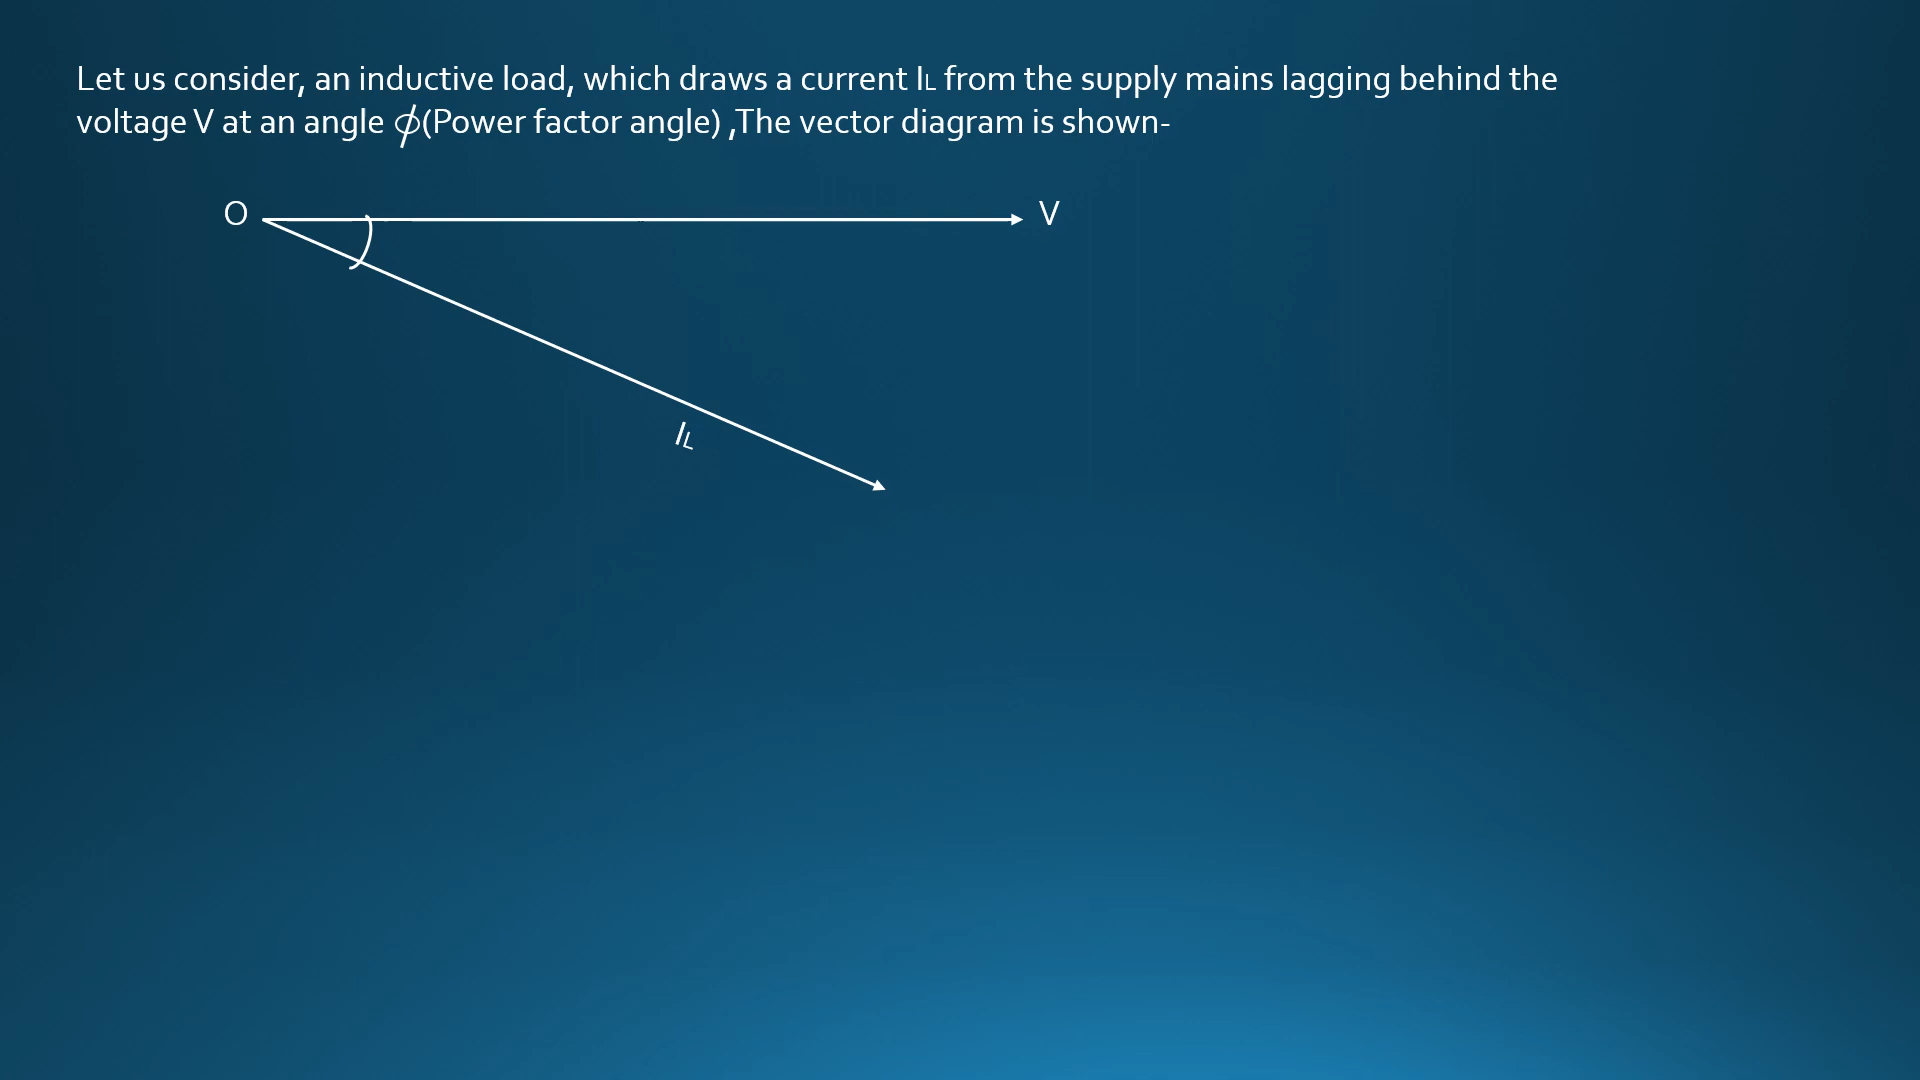 Let us consider, an inductive load, which draws a current IL from the supply mains lagging behind the
voltage V at an angle ϕ(Power factor angle) ,The vector diagram is shown-
O
V
IL